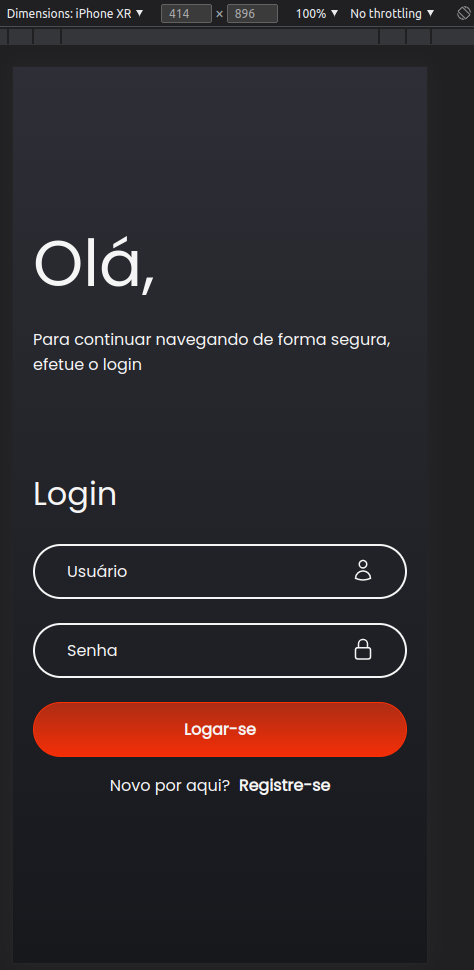 Dimensions: iPhone XR ▼ 414 × 896 100% ▼ No throttling ▼
Olá,
Para continuar navegando de forma segura,
efetue o login
Login
Usuário
Senha
Logar-se
Novo por aqui? Registre-se